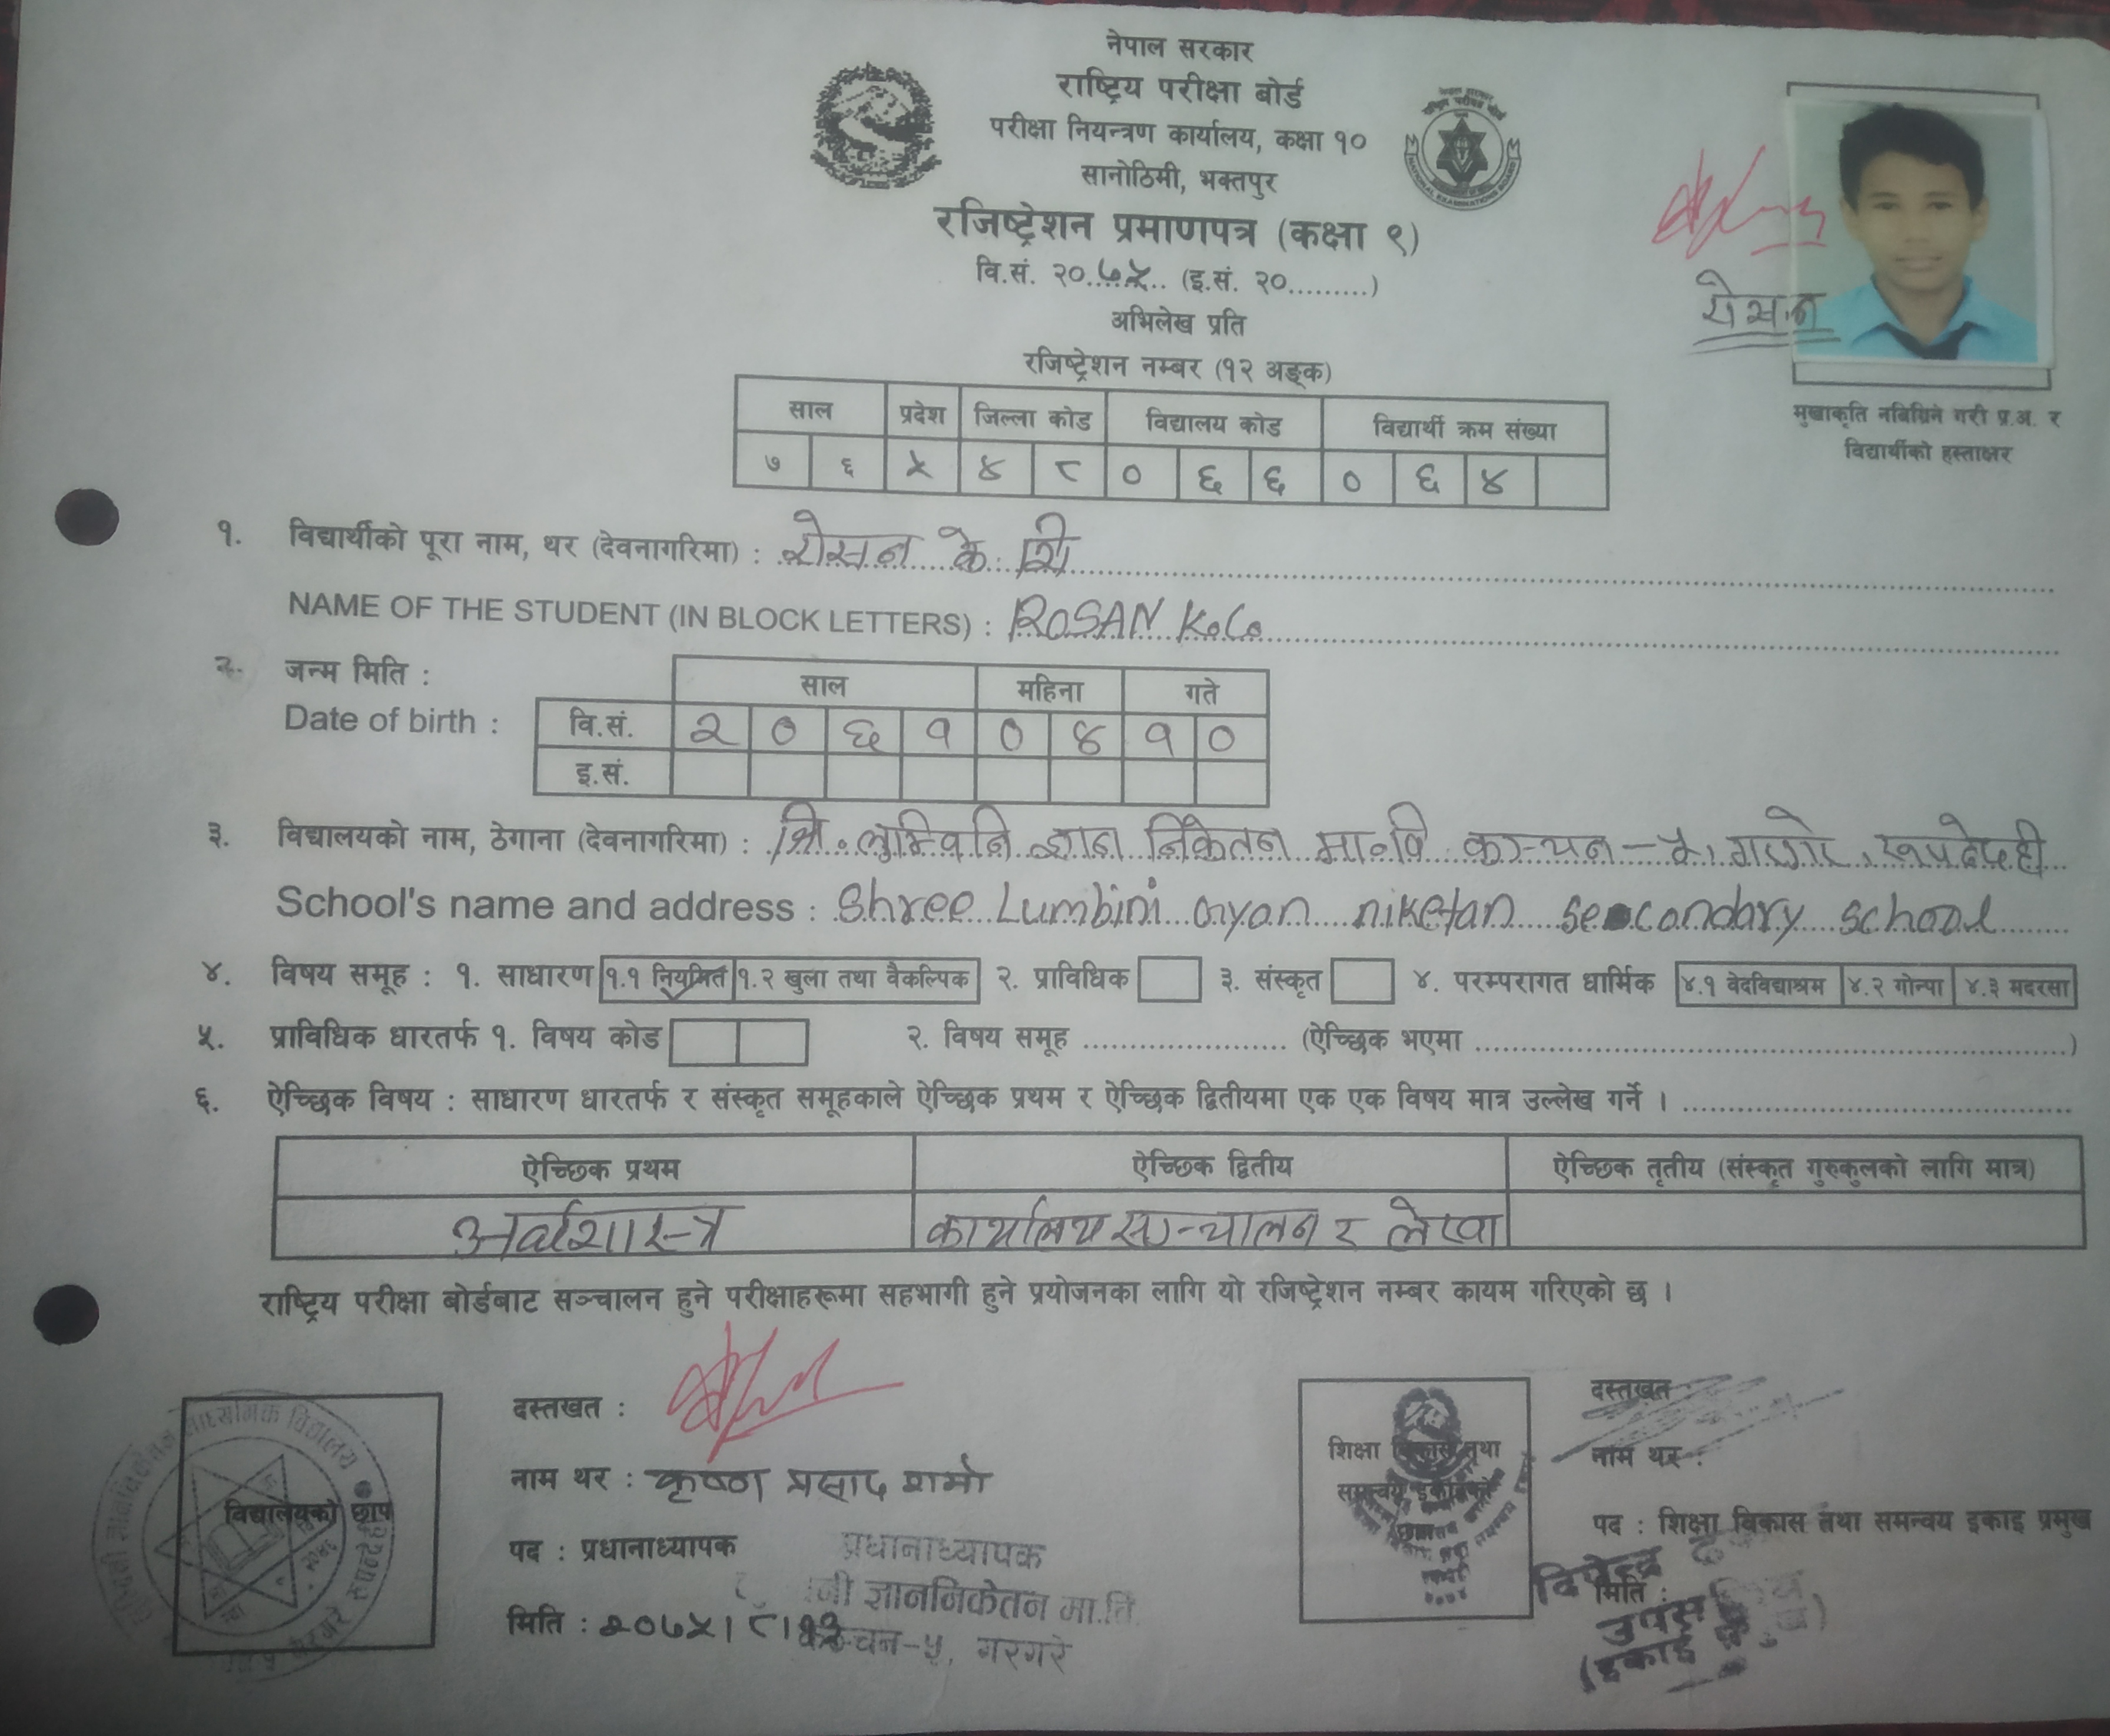 नेपाल सरकार
राष्ट्रिय परीक्षा बोर्ड
परीक्षा नियन्त्रण कार्यालय, कक्षा १०
सानोठिमी, भक्तपुर
रजिष्ट्रेशन प्रमाणपत्र (कक्षा ९)
वि.सं. २०७५ (इ.सं. २०.........)
अभिलेख प्रति
रजिष्ट्रेशन नम्बर (१२ अङ्क)
साल प्रदेश जिल्ला कोड विद्यालय कोड विद्यार्थी क्रम संख्या
७ ६ ५ ४ ८ ० ६ ६ ० ६ ४
रोसन
मुखाकृति नबिग्रिने गरी प्र.अ. र
विद्यार्थीको हस्ताक्षर
१. विद्यार्थीको पूरा नाम, थर (देवनागरिमा) : रोसन के. सि
NAME OF THE STUDENT (IN BLOCK LETTERS) : ROSAN K.C.
२. जन्म मिति :
Date of birth :
साल महिना गते
वि.सं. २ ० ६ १ ० ४ १ ०
इ.सं.
३. विद्यालयको नाम, ठेगाना (देवनागरिमा) : श्रि. लुम्विनि ज्ञान निकेतन मा.वि कञ्चन-५,
School's name and address : Shree Lumbini niketan secondary school
४. विषय समूह : १. साधारण १.१ नियमित १.२ खुला तथा वैकल्पिक २. प्राविधिक ३. संस्कृत ४. परम्परागत धार्मिक ४.१ वेदविद्याश्रम ४.२ गोन्पा ४.३ मदरसा
५. प्राविधिक धारतर्फ १. विषय कोड २. विषय समूह ...................... (ऐच्छिक भएमा ......................)
६. ऐच्छिक विषय : साधारण धारतर्फ र संस्कृत समूहकाले ऐच्छिक प्रथम र ऐच्छिक द्वितीयमा एक एक विषय मात्र उल्लेख गर्ने ।
ऐच्छिक प्रथम ऐच्छिक द्वितीय ऐच्छिक तृतीय (संस्कृत गुरुकुलको लागि मात्र)
अर्थशास्त्र कार्यालय सञ्चालन र लेखा
राष्ट्रिय परीक्षा बोर्डबाट सञ्चालन हुने परीक्षाहरूमा सहभागी हुने प्रयोजनका लागि यो रजिष्ट्रेशन नम्बर कायम गरिएको छ ।
विद्यालयको छाप
दस्तखत :
नाम थर : कृष्ण प्रसाद शर्मा
पद : प्रधानाध्यापक
प्रधानाध्यापक
ज्ञाननिकेतन मा.वि.
मिति : २०७५।८।१३
कञ्चन-५, गरगरे
शिक्षा विकास तथा
समन्वय इकाइको
छाप
दस्तखत
नाम थर :
पद : शिक्षा विकास तथा समन्वय इकाइ प्रमुख
मिति :
(इकाइ